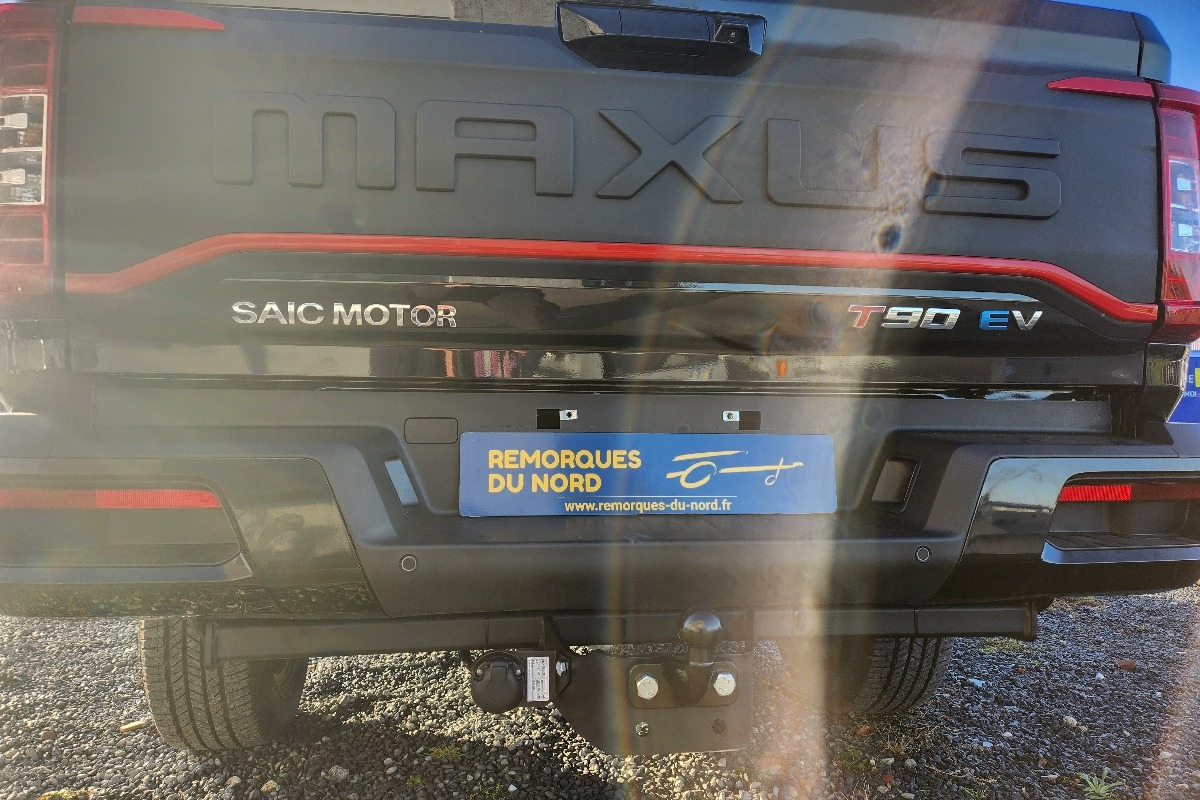 MAXUS
SAIC MOTOR
T90 EV
REMORQUES
DU NORD
www.remorques-du-nord.fr